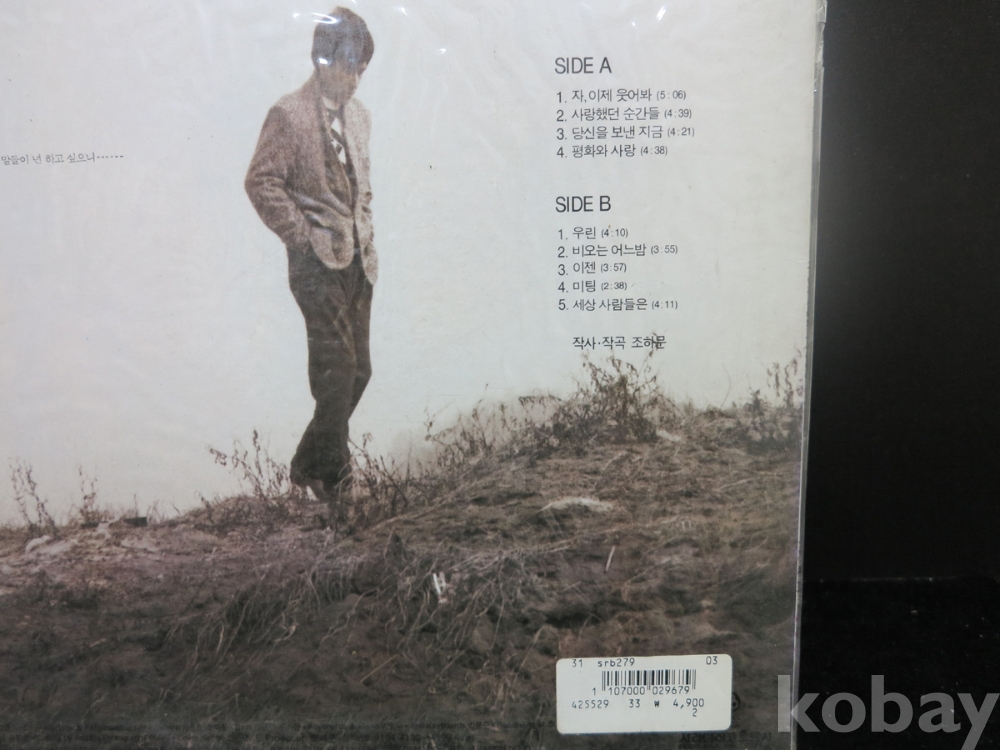 SIDE A
1. 자, 이제 웃어봐 (5:06)
2. 사랑했던 순간들 (4:39)
3. 당신을 보낸 지금 (4:21)
4. 평화와 사랑 (4:38)
말들이 넌 하고 싶으니······
SIDE B
1. 우린 (4:10)
2. 비오는 어느밤 (3:55)
3. 이젠 (3:57)
4. 미팅 (2:38)
5. 세상 사람들은 (4:11)
작사·작곡 조하문
31 srb279 03
1 107000 029679
425529 33 ₩ 4,900
2
kobay